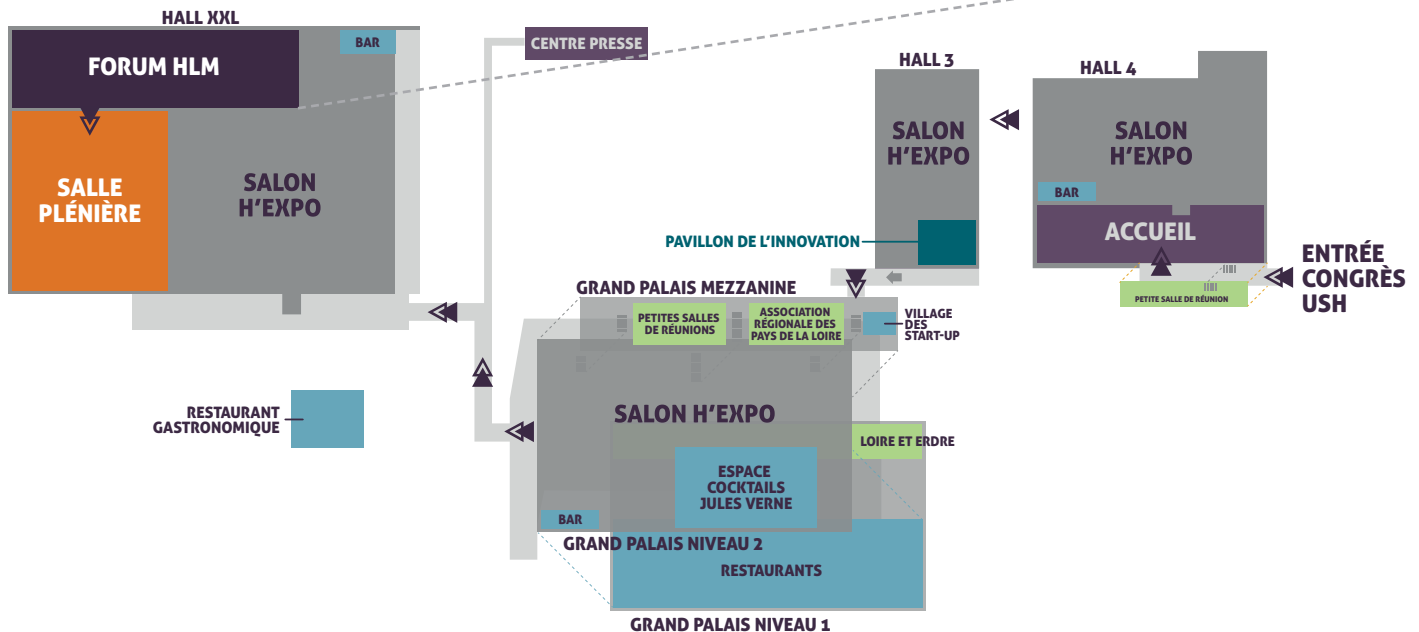 HALL XXL
FORUM HLM
BAR
SALLE
PLÉNIÈRE
SALON
H'EXPO
CENTRE PRESSE
HALL 3
SALON
H'EXPO
PAVILLON DE L'INNOVATION
HALL 4
SALON
H'EXPO
BAR
ACCUEIL
PETITE SALLE DE RÉUNION
ENTRÉE
CONGRÈS
USH
GRAND PALAIS MEZZANINE
PETITES SALLES
DE RÉUNIONS
ASSOCIATION
RÉGIONALE DES
PAYS DE LA LOIRE
VILLAGE
DES
START-UP
RESTAURANT
GASTRONOMIQUE
SALON H'EXPO
LOIRE ET ERDRE
ESPACE
COCKTAILS
JULES VERNE
BAR
GRAND PALAIS NIVEAU 2
RESTAURANTS
GRAND PALAIS NIVEAU 1